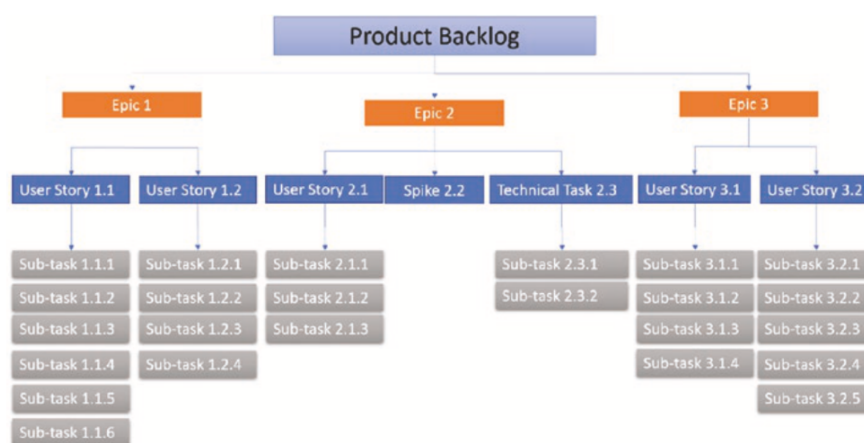 Product Backlog
Epic 1
Epic 2
Epic 3
User Story 1.1
User Story 1.2
User Story 2.1
Spike 2.2
Technical Task 2.3
User Story 3.1
User Story 3.2
Sub-task 1.1.1
Sub-task 1.2.1
Sub-task 2.1.1
Sub-task 2.3.1
Sub-task 3.1.1
Sub-task 3.2.1
Sub-task 1.1.2
Sub-task 1.2.2
Sub-task 2.1.2
Sub-task 2.3.2
Sub-task 3.1.2
Sub-task 3.2.2
Sub-task 1.1.3
Sub-task 1.2.3
Sub-task 2.1.3
Sub-task 3.1.3
Sub-task 3.2.3
Sub-task 1.1.4
Sub-task 1.2.4
Sub-task 3.1.4
Sub-task 3.2.4
Sub-task 1.1.5
Sub-task 3.2.5
Sub-task 1.1.6